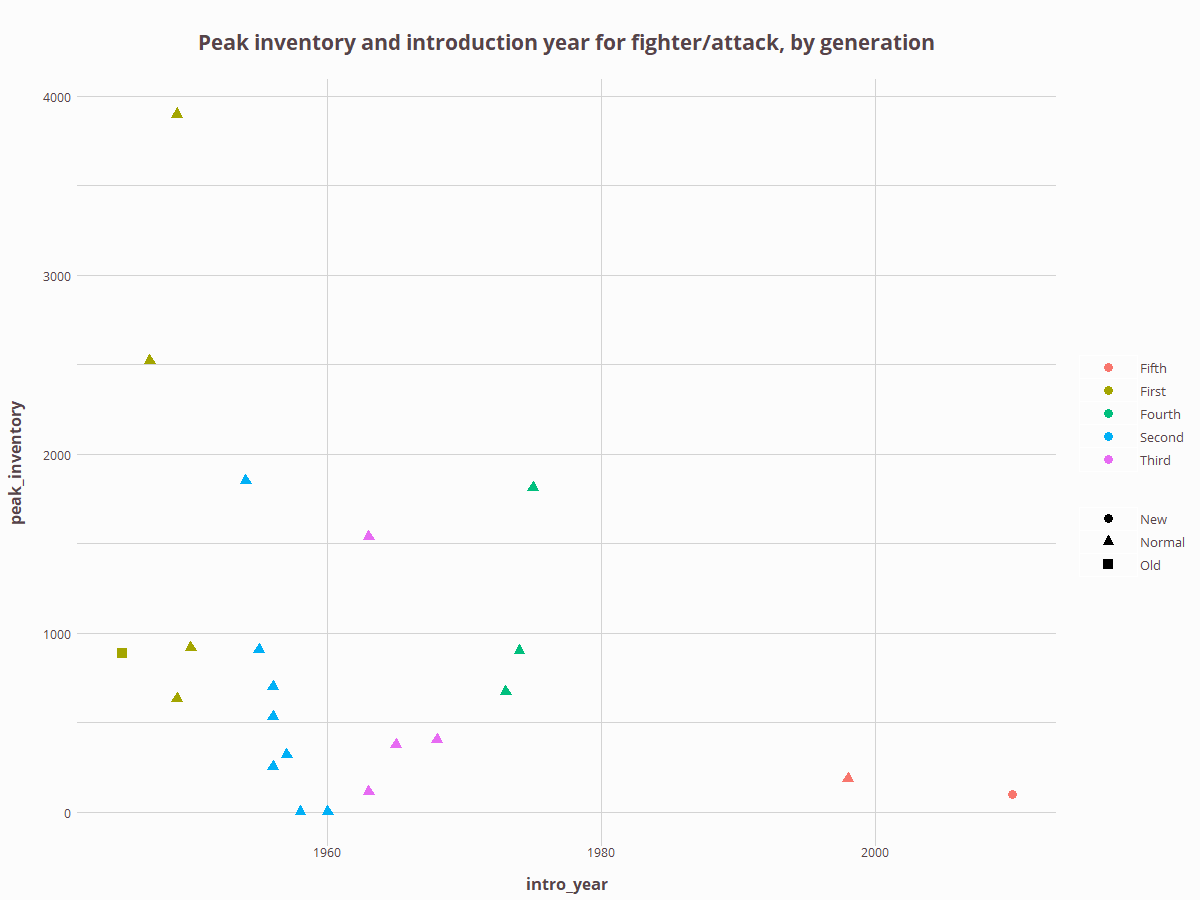 Peak inventory and introduction year for fighter/attack, by generation
4000
3000
2000
1000
0
peak_inventory
1960
1980
2000
intro_year
Fifth
First
Fourth
Second
Third
New
Normal
Old